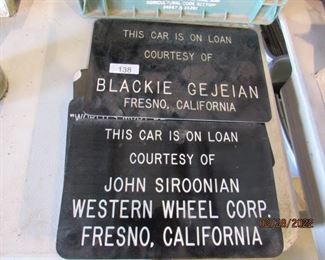 THIS CAR IS ON LOAN
COURTESY OF
138
BLACKIE GEJEIAN
FRESNO, CALIFORNIA
THIS CAR IS ON LOAN
COURTESY OF
JOHN SIROONIAN
WESTERN WHEEL CORP.
FRESNO, CALIFORNIA